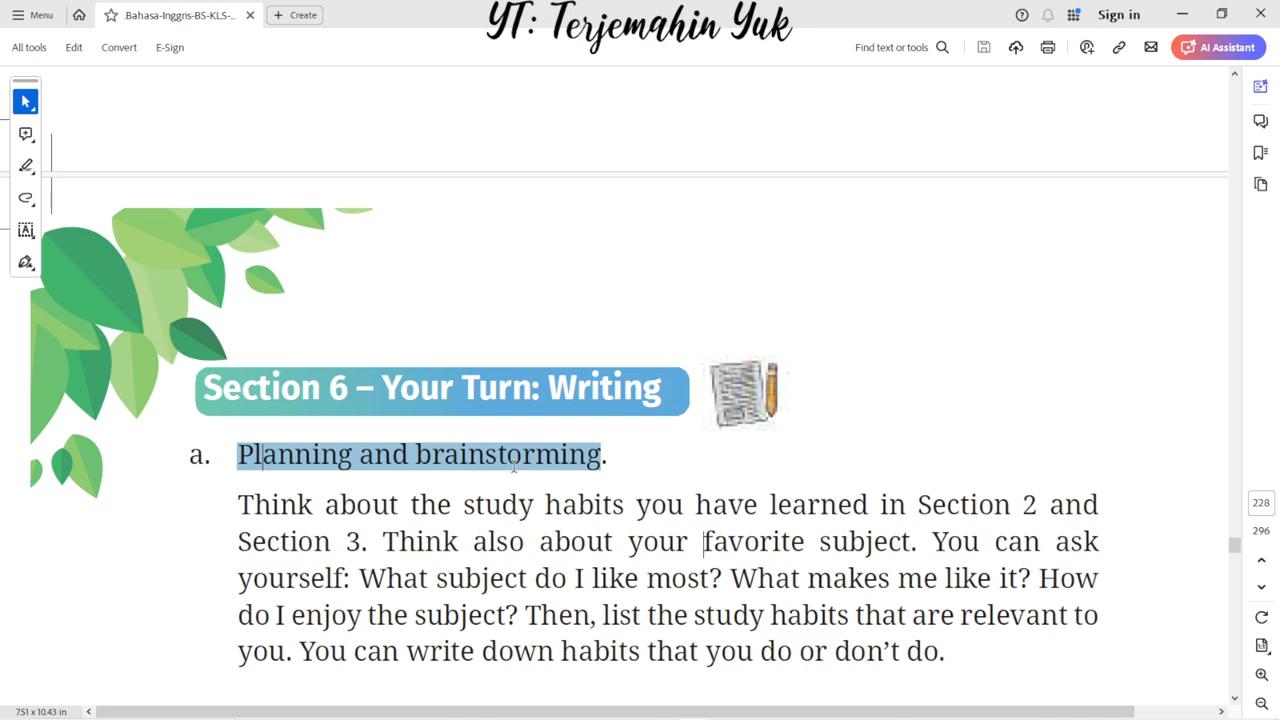 Menu
.Bahasa-Inggris-BS-KLS-...
Create
YT: Terjemahin Yuk
Sign in
All tools
Edit
Convert
E-Sign
Find text or tools
AI Assistant
Section 6 – Your Turn: Writing
a. Planning and brainstorming.
Think about the study habits you have learned in Section 2 and
Section 3. Think also about your favorite subject. You can ask
yourself: What subject do I like most? What makes me like it? How
do I enjoy the subject? Then, list the study habits that are relevant to
you. You can write down habits that you do or don’t do.
228
296
7.51 x 10.43 in